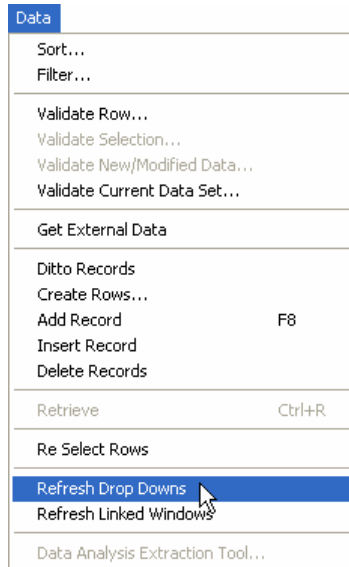 Data
Sort...
Filter...
Validate Row...
Validate Selection...
Validate New/Modified Data...
Validate Current Data Set...
Get External Data
Ditto Records
Create Rows...
Add Record F8
Insert Record
Delete Records
Retrieve Ctrl+R
Re Select Rows
Refresh Drop Downs
Refresh Linked Windows
Data Analysis Extraction Tool...